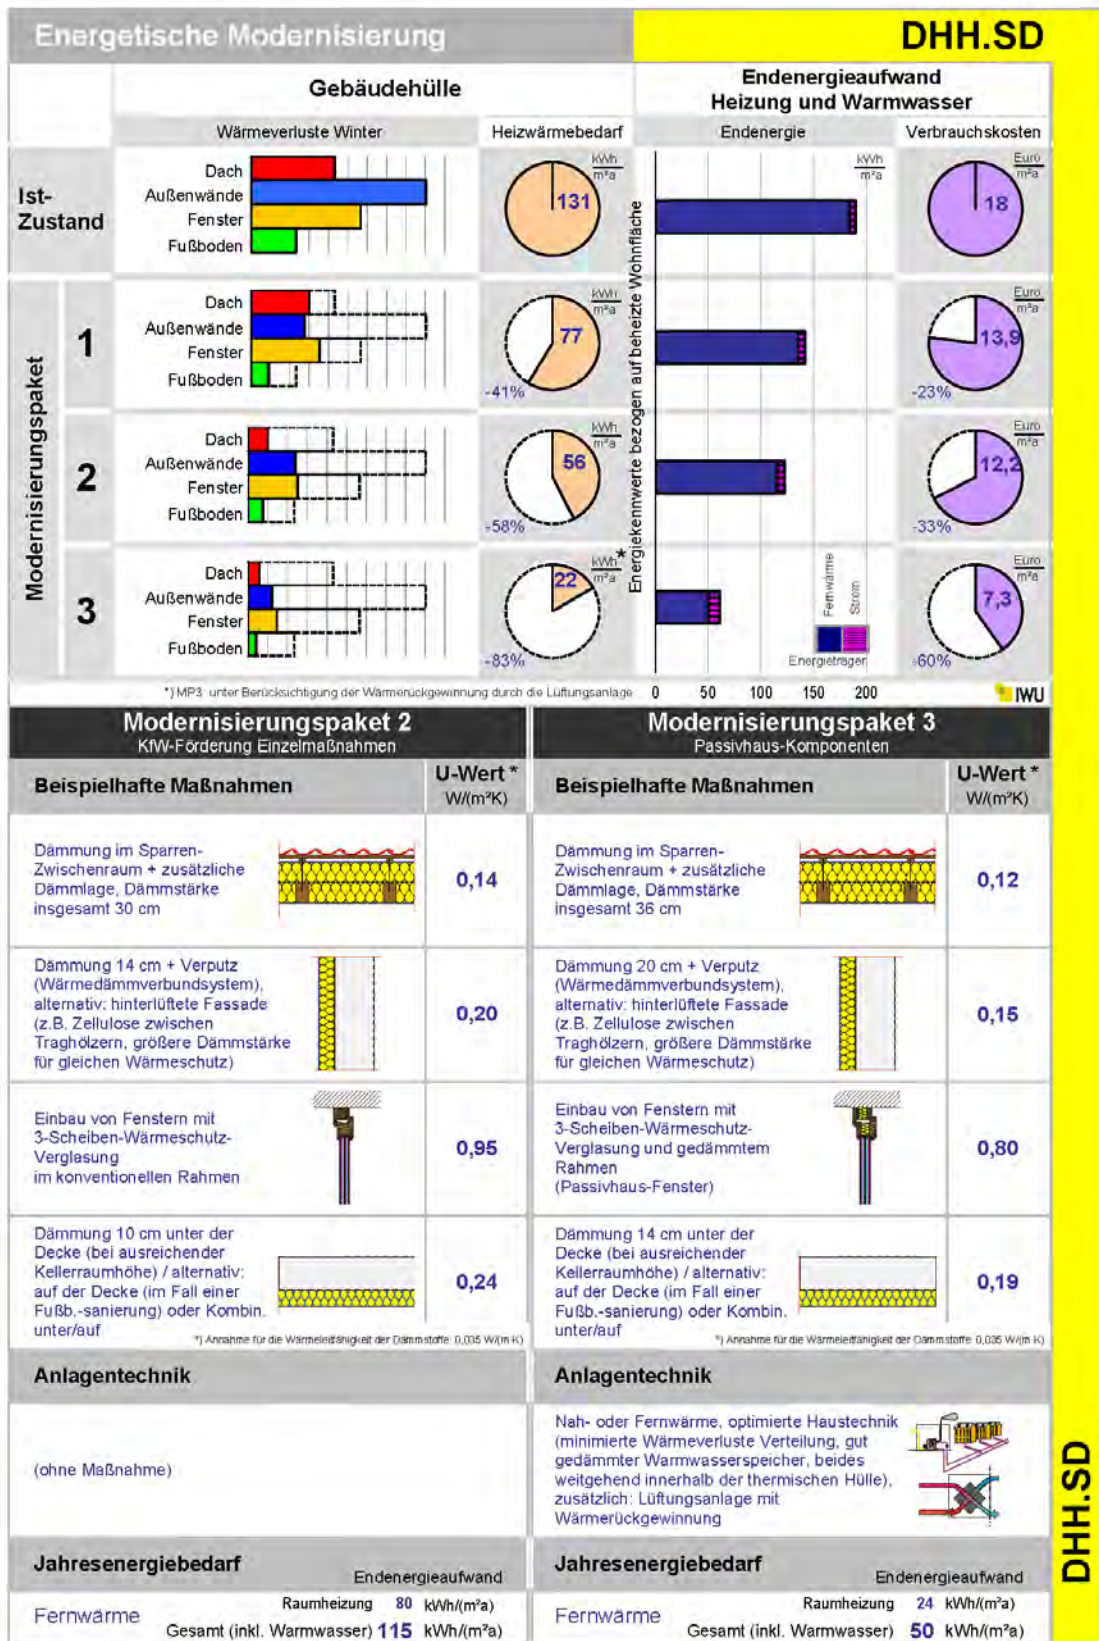 Energetische Modernisierung
DHH.SD
Gebäudehülle
Endenergieaufwand
Heizung und Warmwasser
Wärmeverluste Winter
Heizwärmebedarf
Endenergie
Verbrauchskosten
Ist-
Zustand
Dach
Außenwände
Fenster
Fußboden
131
kWh
m²a
kWh
m²a
18
Euro
m²a
Modernisierungspaket
Energiekennwerte bezogen auf beheizte Wohnfläche
1
Dach
Außenwände
Fenster
Fußboden
77
kWh
m²a
-41%
13,9
Euro
m²a
-23%
2
Dach
Außenwände
Fenster
Fußboden
56
kWh
m²a
-58%
12,2
Euro
m²a
-33%
3
Dach
Außenwände
Fenster
Fußboden
22
kWh *
m²a
-83%
Fernwärme
Strom
Energieträger
7,3
Euro
m²a
-60%
*) MP3: unter Berücksichtigung der Wärmerückgewinnung durch die Lüftungsanlage
0 50 100 150 200
IWU
Modernisierungspaket 2
KfW-Förderung Einzelmaßnahmen
Beispielhafte Maßnahmen
U-Wert *
W/(m²K)
Dämmung im Sparren-
Zwischenraum + zusätzliche
Dämmlage, Dämmstärke
insgesamt 30 cm
0,14
Dämmung 14 cm + Verputz
(Wärmedämmverbundsystem),
alternativ: hinterlüftete Fassade
(z.B. Zellulose zwischen
Traghölzern, größere Dämmstärke
für gleichen Wärmeschutz)
0,20
Einbau von Fenstern mit
3-Scheiben-Wärmeschutz-
Verglasung
im konventionellen Rahmen
0,95
Dämmung 10 cm unter der
Decke (bei ausreichender
Kellerraumhöhe) / alternativ:
auf der Decke (im Fall einer
Fußb.-sanierung) oder Kombin.
unter/auf
0,24
*) Annahme für die Wärmeleitfähigkeit der Dämmstoffe: 0,035 W/(m·K)
Anlagentechnik
(ohne Maßnahme)
Jahresenergiebedarf
Endenergieaufwand
Fernwärme
Raumheizung 80 kWh/(m²a)
Gesamt (inkl. Warmwasser) 115 kWh/(m²a)
Modernisierungspaket 3
Passivhaus-Komponenten
Beispielhafte Maßnahmen
U-Wert *
W/(m²K)
Dämmung im Sparren-
Zwischenraum + zusätzliche
Dämmlage, Dämmstärke
insgesamt 36 cm
0,12
Dämmung 20 cm + Verputz
(Wärmedämmverbundsystem),
alternativ: hinterlüftete Fassade
(z.B. Zellulose zwischen
Traghölzern, größere Dämmstärke
für gleichen Wärmeschutz)
0,15
Einbau von Fenstern mit
3-Scheiben-Wärmeschutz-
Verglasung und gedämmtem
Rahmen
(Passivhaus-Fenster)
0,80
Dämmung 14 cm unter der
Decke (bei ausreichender
Kellerraumhöhe) / alternativ:
auf der Decke (im Fall einer
Fußb.-sanierung) oder Kombin.
unter/auf
0,19
*) Annahme für die Wärmeleitfähigkeit der Dämmstoffe: 0,035 W/(m·K)
Anlagentechnik
Nah- oder Fernwärme, optimierte Haustechnik
(minimierte Wärmeverluste Verteilung, gut
gedämmter Warmwasserspeicher, beides
weitgehend innerhalb der thermischen Hülle),
zusätzlich: Lüftungsanlage mit
Wärmerückgewinnung
Jahresenergiebedarf
Endenergieaufwand
Fernwärme
Raumheizung 24 kWh/(m²a)
Gesamt (inkl. Warmwasser) 50 kWh/(m²a)
DHH.SD